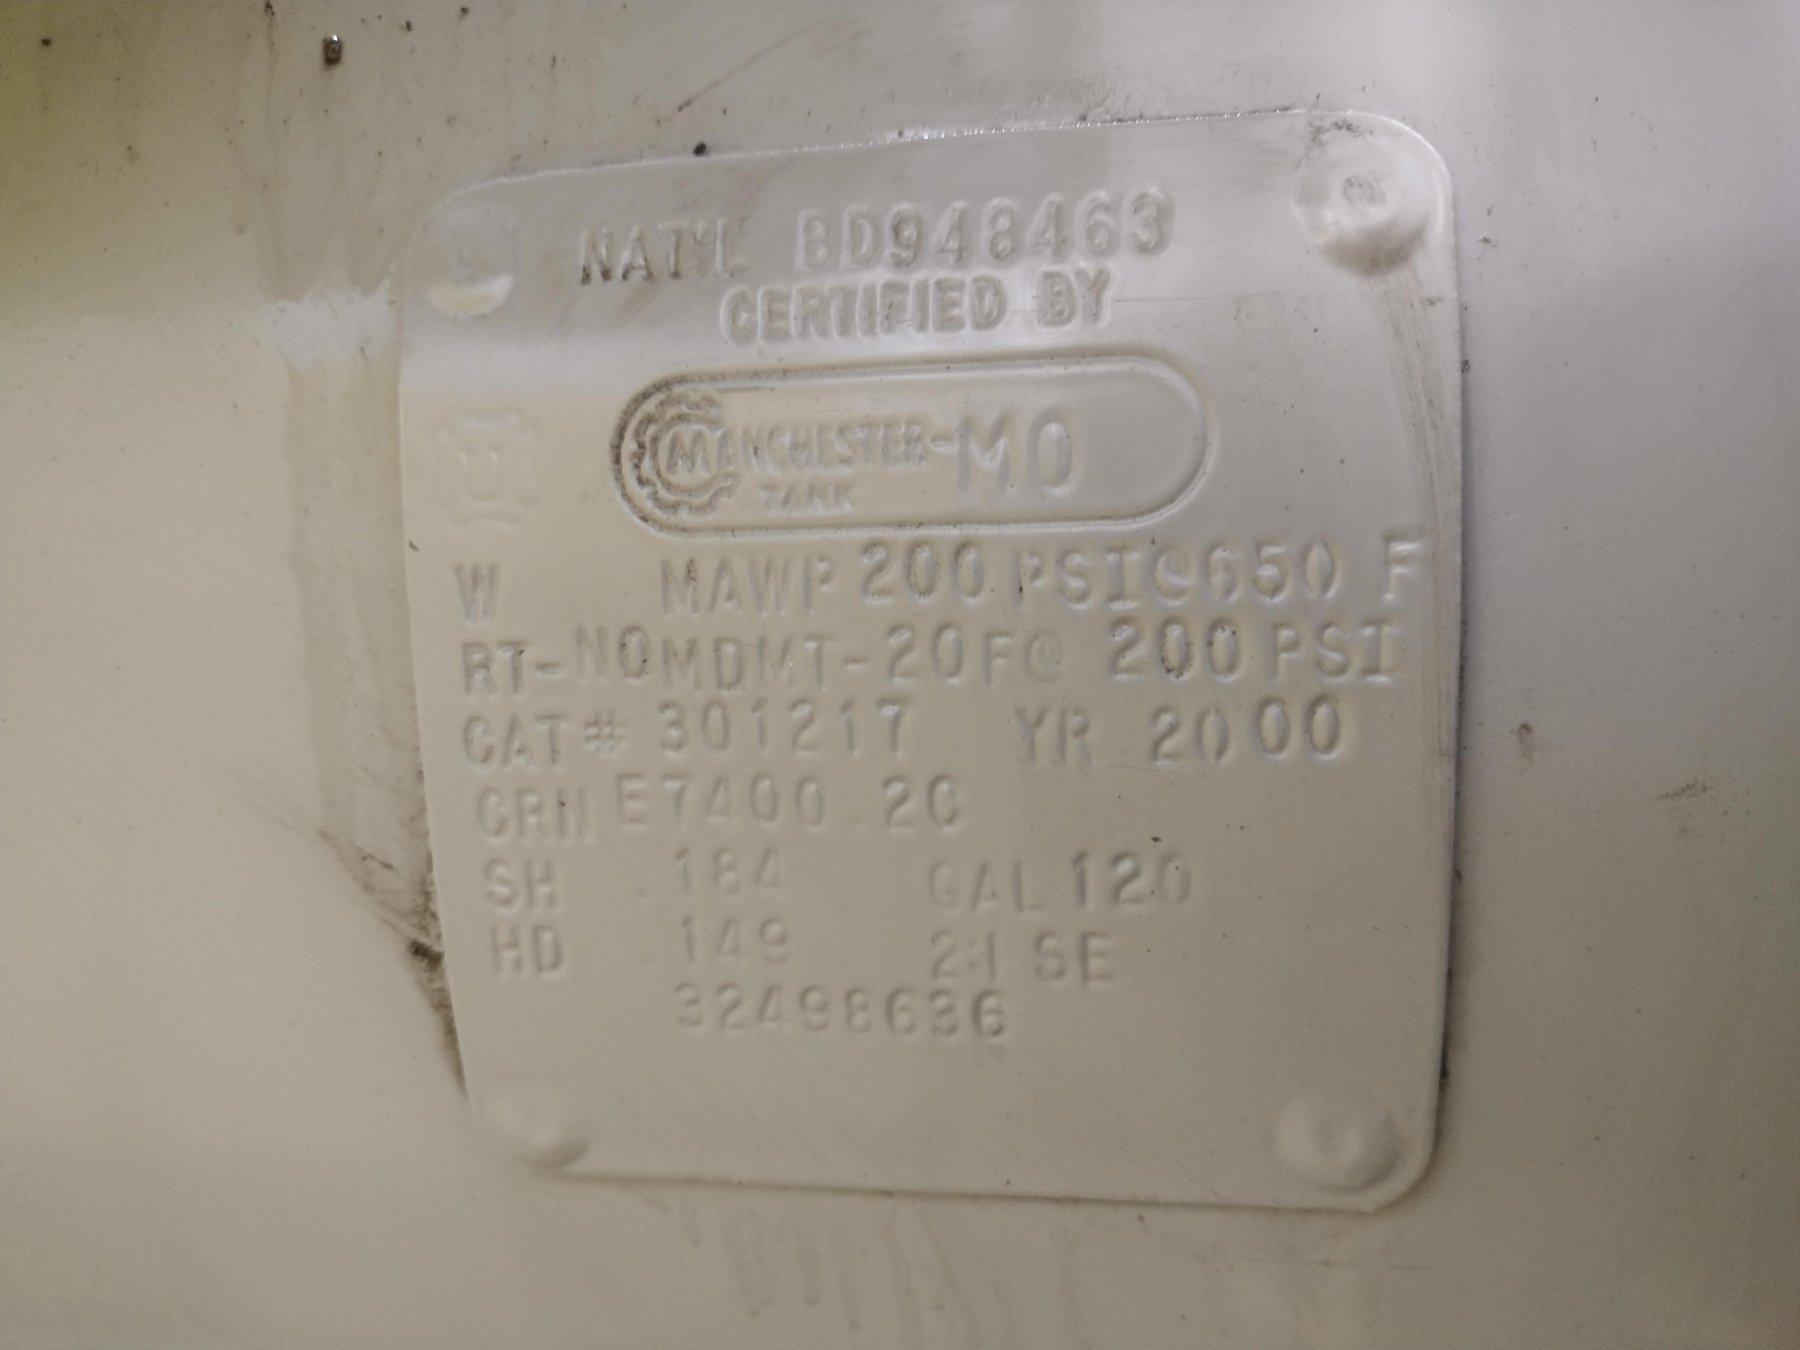 NAT'L BD948463
CERTIFIED BY
MANCHESTER-MO
TANK
U
W MAWP 200 PSI@650 F
RT-NO MDMT-20F@ 200 PSI
CAT# 301217 YR 2000
CRN E7400.2C
SH .184 GAL 120
HD .149 2:1 SE
32498636